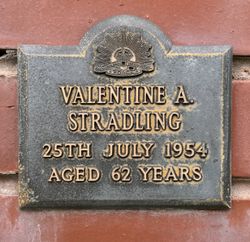 VALENTINE A.
STRADLING
25TH JULY 1954
AGED 62 YEARS